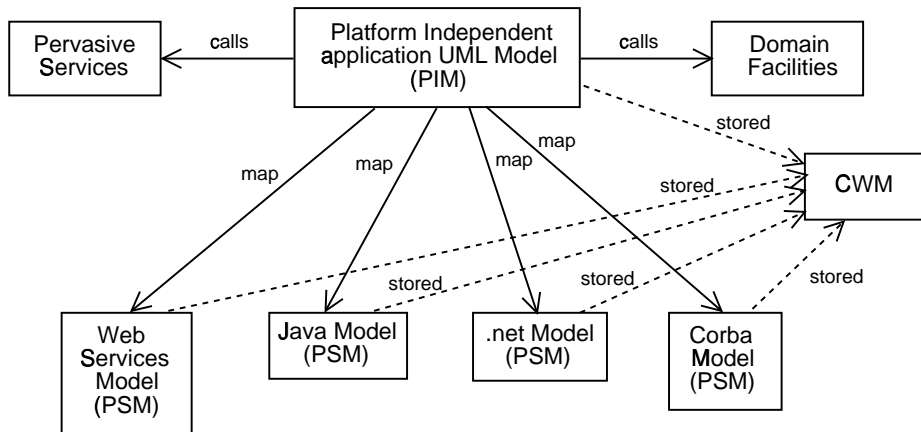 Pervasive
Services
calls
Platform Independent
application UML Model
(PIM)
calls
Domain
Facilities
stored
map
map
map
map
stored
CWM
stored
stored
stored
Web
Services
Model
(PSM)
Java Model
(PSM)
.net Model
(PSM)
Corba
Model
(PSM)